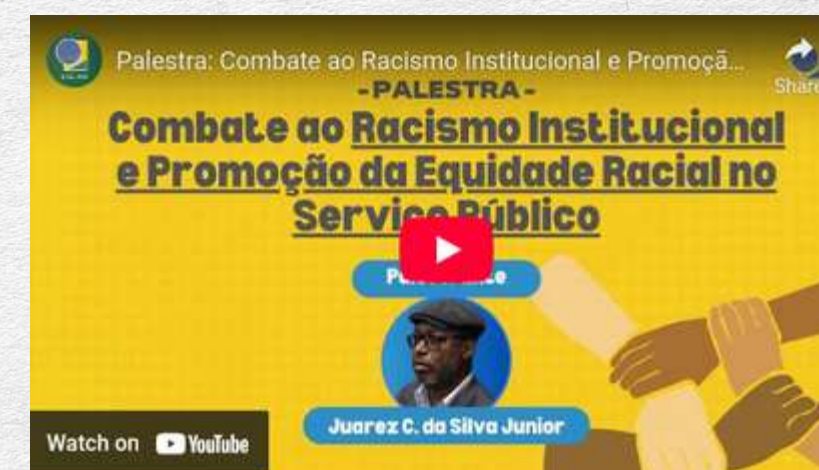 Palestra: Combate ao Racismo Institucional e Promoçã...
Share
-PALESTRA-
Combate ao Racismo Institucional
e Promoção da Equidade Racial no
Serviço Público
Juarez C. da Silva Junior
Watch on YouTube